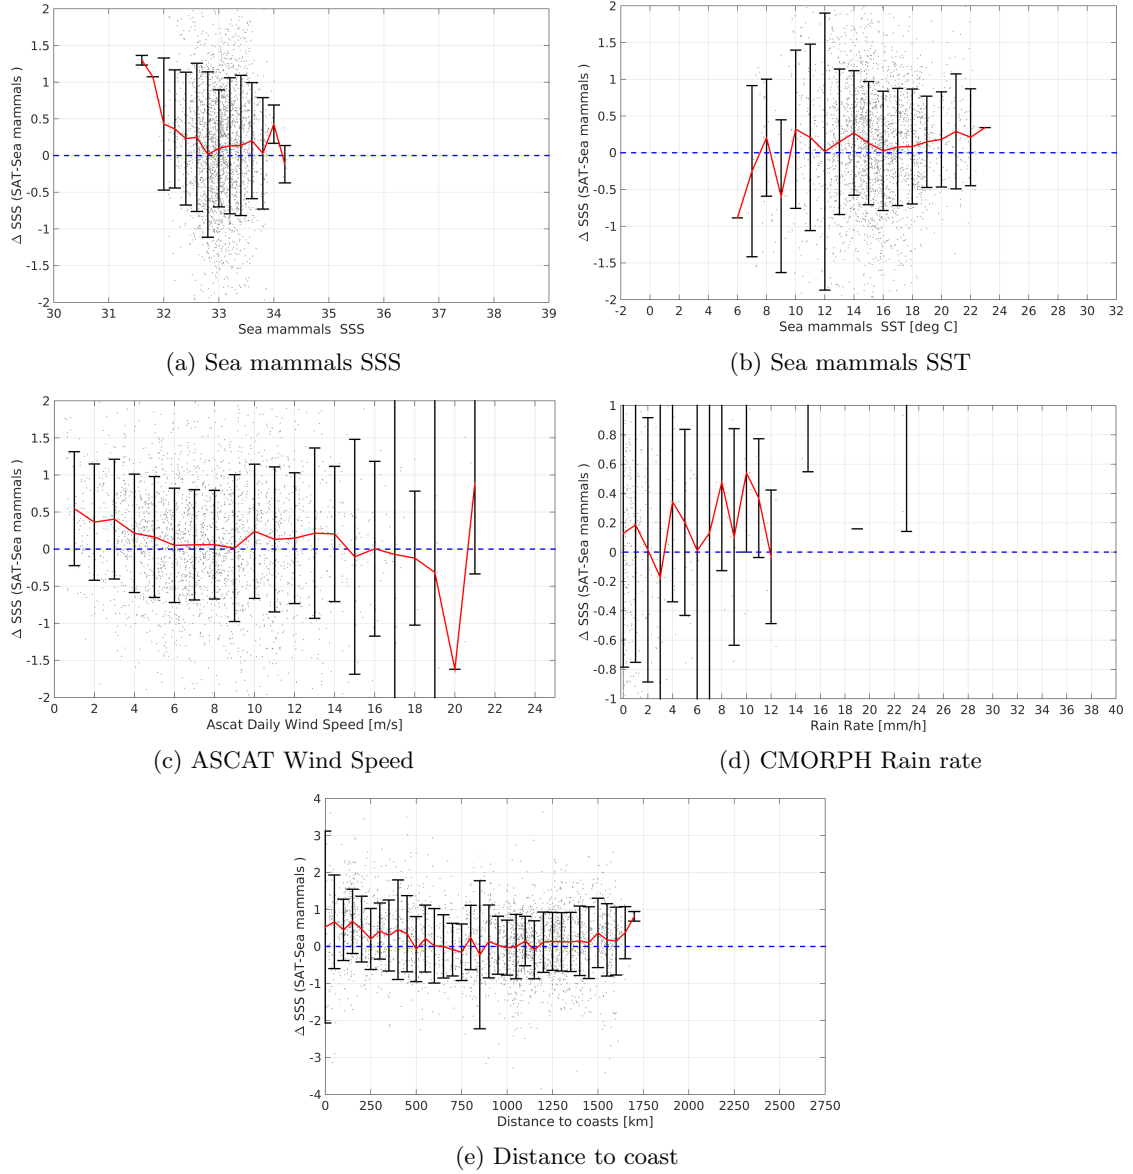 2
1.5
1
0.5
0
-0.5
-1
-1.5
-2
Δ SSS (SAT-Sea mammals )
30 31 32 33 34 35 36 37 38 39
Sea mammals SSS
(a) Sea mammals SSS
2
1.5
1
0.5
0
-0.5
-1
-1.5
-2
Δ SSS (SAT-Sea mammals )
-2 0 2 4 6 8 10 12 14 16 18 20 22 24 26 28 30 32
Sea mammals SST [deg C]
(b) Sea mammals SST
2
1.5
1
0.5
0
-0.5
-1
-1.5
-2
Δ SSS (SAT-Sea mammals )
0 2 4 6 8 10 12 14 16 18 20 22 24
Ascat Daily Wind Speed [m/s]
(c) ASCAT Wind Speed
1
0.8
0.6
0.4
0.2
0
-0.2
-0.4
-0.6
-0.8
-1
Δ SSS (SAT-Sea mammals )
0 2 4 6 8 10 12 14 16 18 20 22 24 26 28 30 32 34 36 38 40
Rain Rate [mm/h]
(d) CMORPH Rain rate
4
3
2
1
0
-1
-2
-3
-4
Δ SSS (SAT-Sea mammals )
0 250 500 750 1000 1250 1500 1750 2000 2250 2500 2750
Distance to coasts [km]
(e) Distance to coast